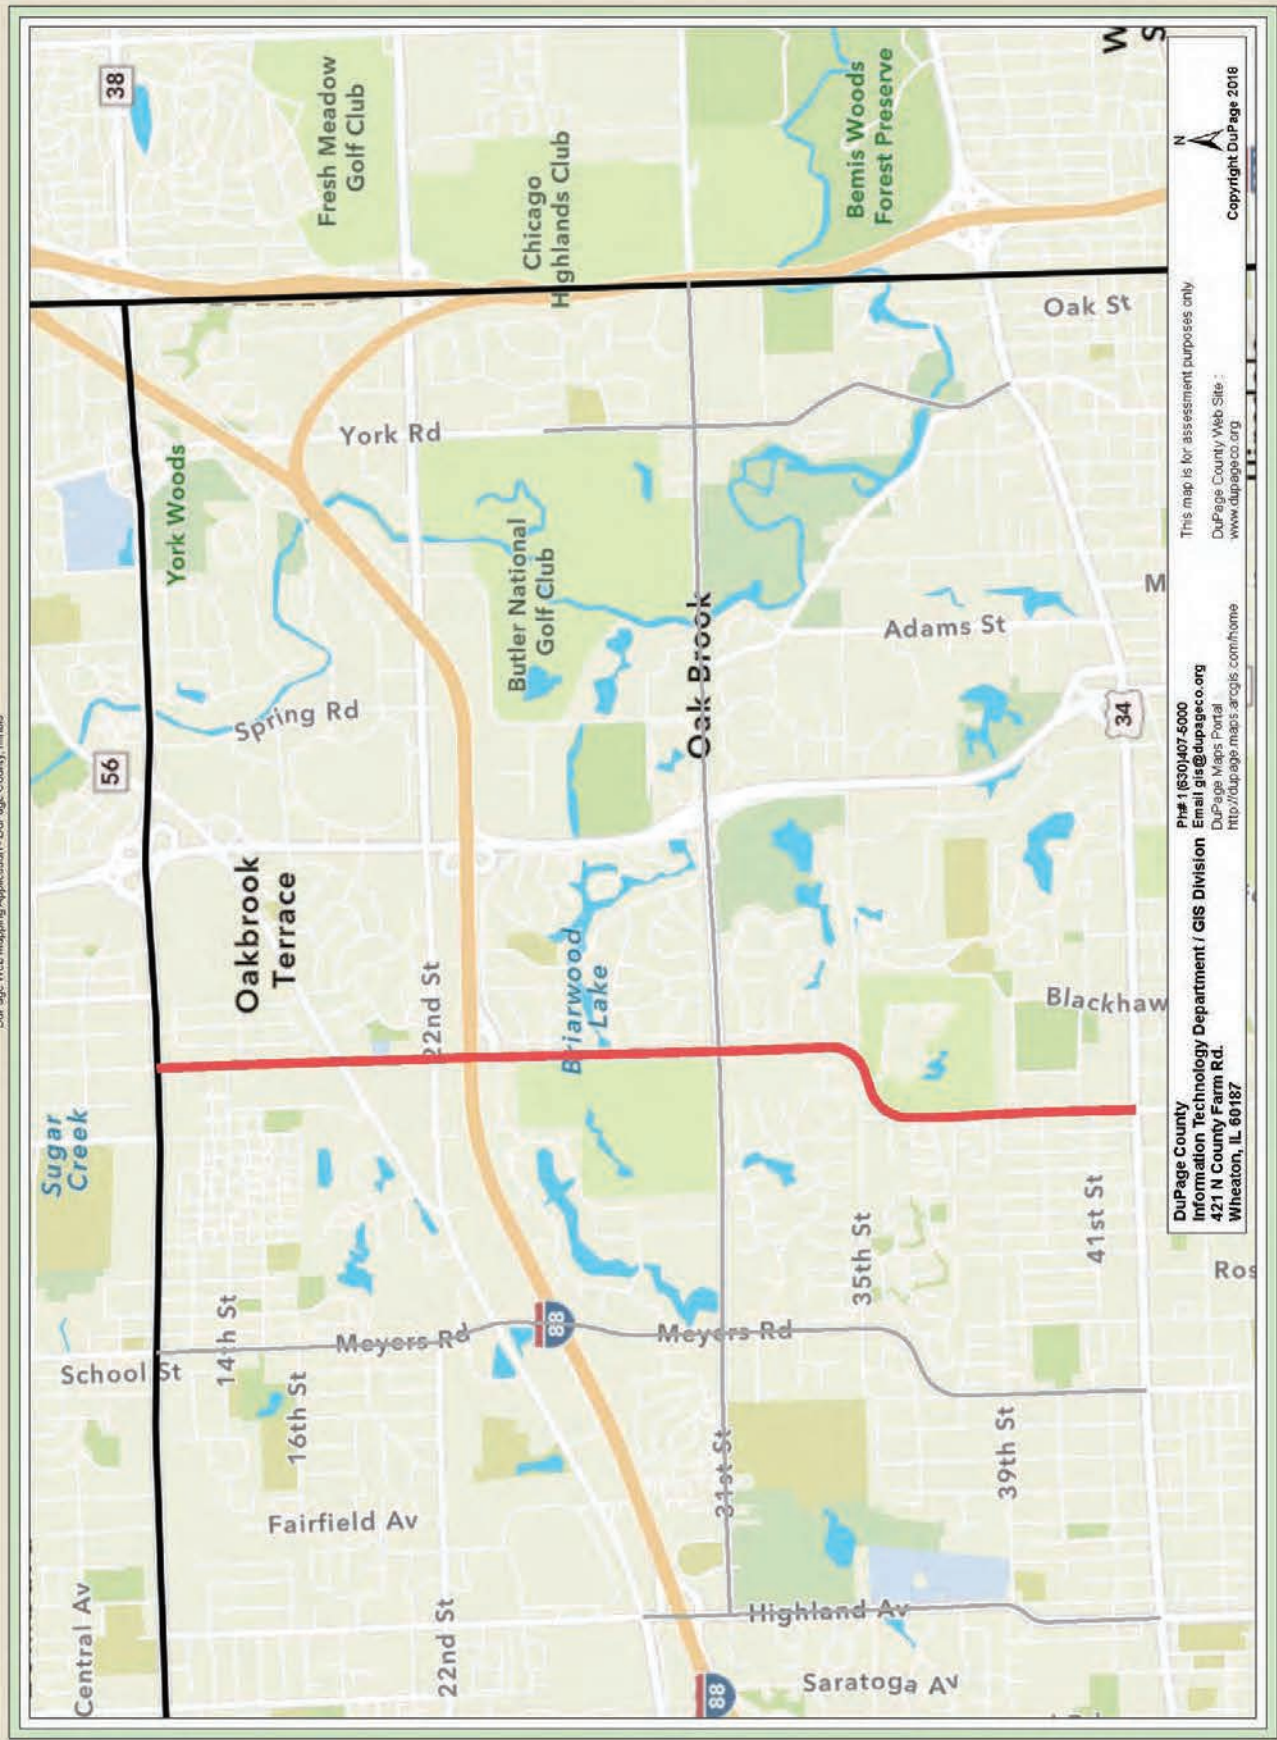 38
Fresh Meadow
Golf Club
Chicago
Highlands Club
Bemis Woods
Forest Preserve
W
S
York Woods
York Rd
Oak St
Butler National
Golf Club
Oak Brook
Adams St
M
Spring Rd
56
34
Oakbrook
Terrace
22nd St
Briarwood
Lake
Blackhaw
Sugar
Creek
School St
14th St
16th St
Meyers Rd
88
Meyers Rd
35th St
41st St
Ros
Central Av
Fairfield Av
22nd St
31st St
39th St
Highland Av
Saratoga Av
88
DuPage County
Information Technology Department / GIS Division
421 N County Farm Rd.
Wheaton, IL 60187
Ph# 1 (630)407-5000
Email gis@dupageco.org
DuPage Maps Portal
http://dupage.maps.arcgis.com/home
This map is for assessment purposes only.
DuPage County Web Site :
www.dupageco.org
N
Copyright DuPage 2018